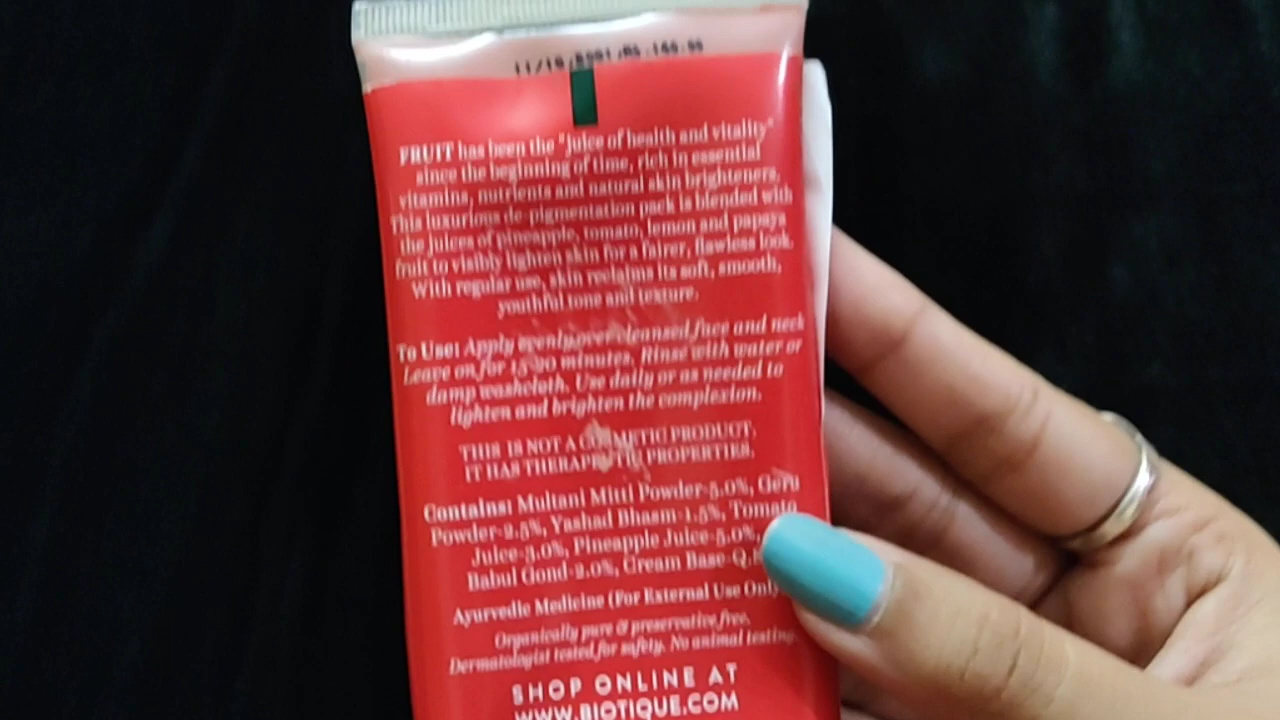 FRUIT has been the "juice of health and vitality"
since the beginning of time, rich in essential
vitamins, nutrients and natural skin brighteners.
This luxurious de-pigmentation pack is blended with
the juices of pineapple, tomato, lemon and papaya
fruit to visibly lighten skin for a fairer, flawless look.
With regular use, skin reclaims its soft, smooth,
youthful tone and texture.
To Use: Apply evenly over cleansed face and neck
Leave on for 15-20 minutes. Rinse with water or
damp washcloth. Use daily or as needed to
lighten and brighten the complexion.
THIS IS NOT A COSMETIC PRODUCT.
IT HAS THERAPEUTIC PROPERTIES.
Contains: Multani Mitti Powder-5.0%, Geru
Powder-2.5%, Yashad Bhasm-1.5%, Tomato
Juice-3.0%, Pineapple Juice-5.0%,
Babul Gond-2.0%, Cream Base-Q.
Ayurvedic Medicine (For External Use Only
Organically pure & preservative free.
Dermatologist tested for safety. No animal testing.
SHOP ONLINE AT
WWW.BIOTIQUE.COM